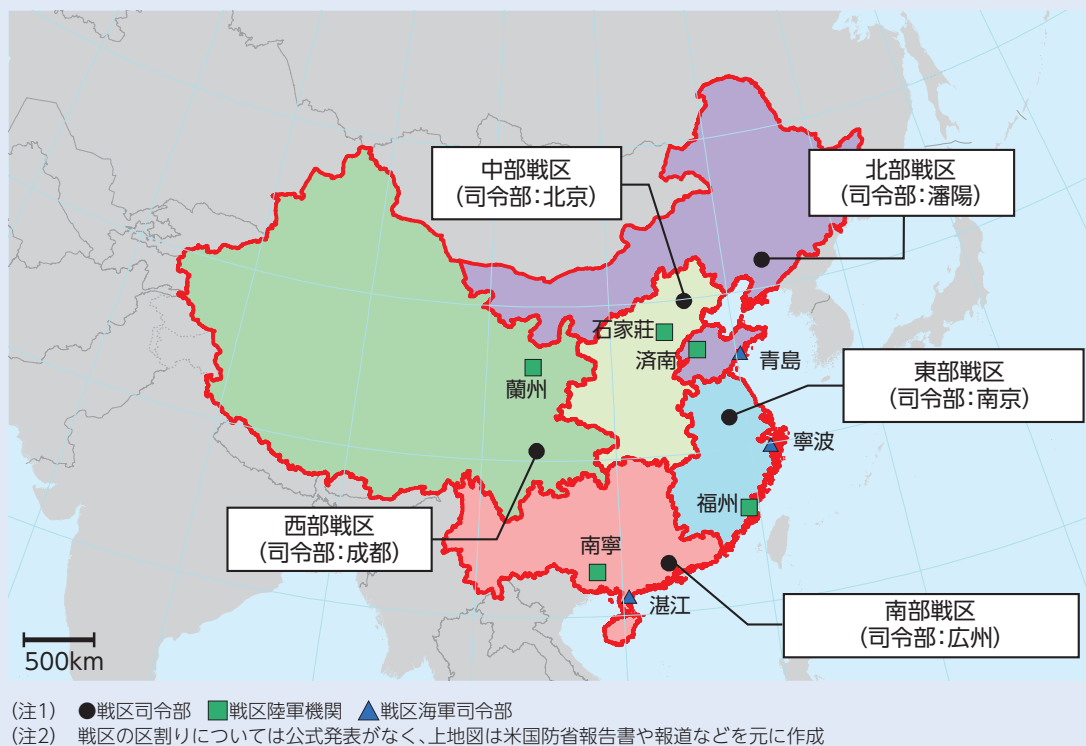 中部戦区
(司令部：北京)
北部戦区
(司令部：瀋陽)
石家荘
済南
青島
蘭州
東部戦区
(司令部：南京)
寧波
福州
西部戦区
(司令部：成都)
南寧
湛江
南部戦区
(司令部：広州)
500km
(注1) ●戦区司令部 ■戦区陸軍機関 ▲戦区海軍司令部
(注2) 戦区の区割りについては公式発表がなく、上地図は米国防省報告書や報道などを元に作成